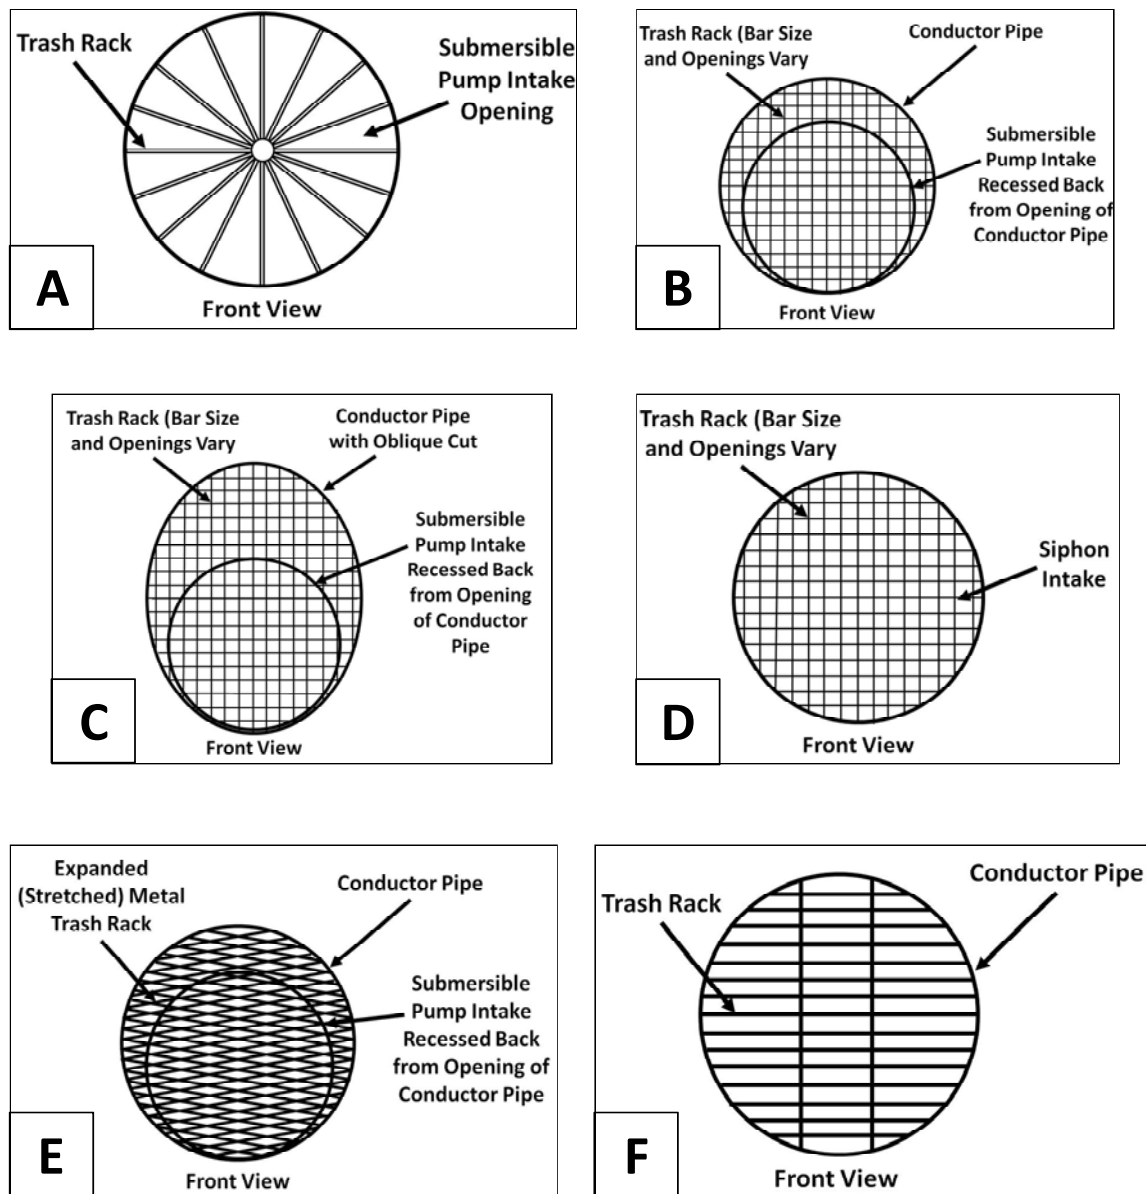 Trash Rack
Submersible
Pump Intake
Opening
A
Front View
Trash Rack (Bar Size
and Openings Vary
Conductor Pipe
Submersible
Pump Intake
Recessed Back
from Opening of
Conductor Pipe
B
Front View
Trash Rack (Bar Size
and Openings Vary
Conductor Pipe
with Oblique Cut
Submersible
Pump Intake
Recessed Back
from Opening
of Conductor
Pipe
C
Front View
Trash Rack (Bar Size
and Openings Vary
Siphon
Intake
D
Front View
Expanded
(Stretched) Metal
Trash Rack
Conductor Pipe
Submersible
Pump Intake
Recessed Back
from Opening of
Conductor Pipe
E
Front View
Trash Rack
Conductor Pipe
F
Front View